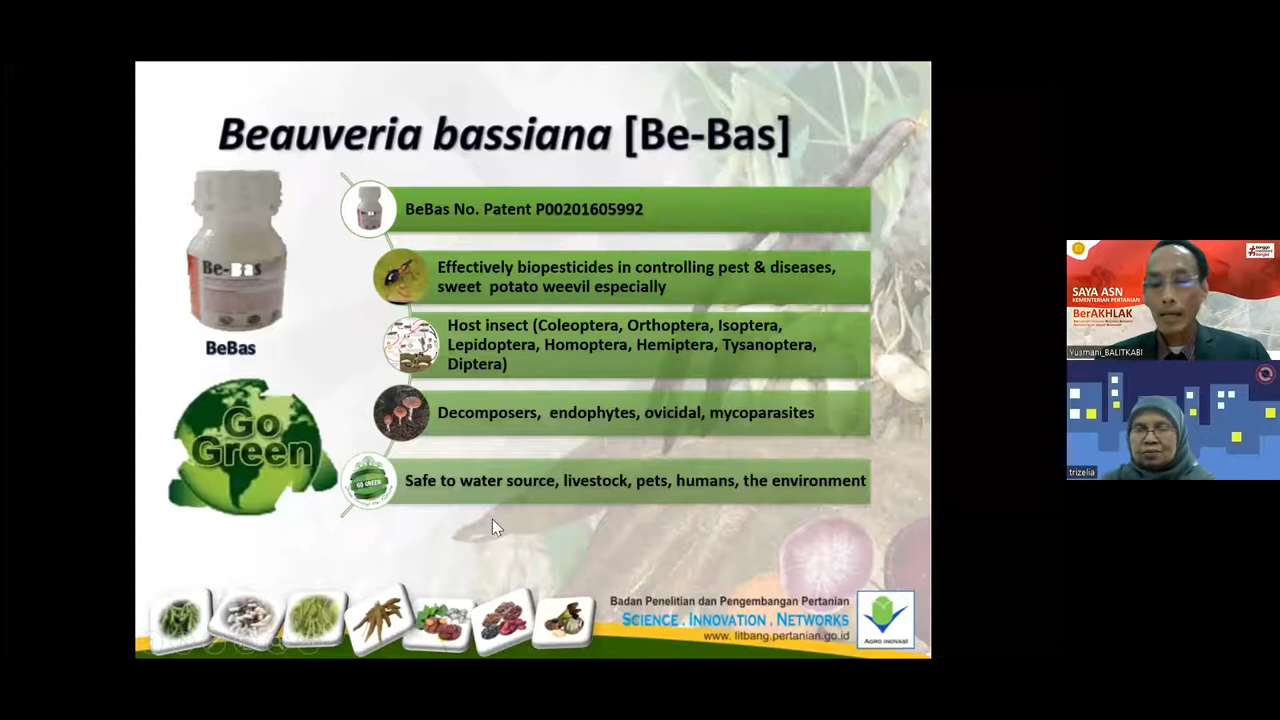 Beauveria bassiana [Be-Bas]
BeBas No. Patent P00201605992
Be-Bas
BeBas
Effectively biopesticides in controlling pest & diseases,
sweet potato weevil especially
Host insect (Coleoptera, Orthoptera, Isoptera,
Lepidoptera, Homoptera, Hemiptera, Tysanoptera,
Diptera)
Decomposers, endophytes, ovicidal, mycoparasites
Go
Green
GO GREEN
Safe to water source, livestock, pets, humans, the environment
Badan Penelitian dan Pengembangan Pertanian
SCIENCE . INNOVATION . NETWORKS
www. litbang.pertanian.go.id
AGRO INOVASI
SAYA ASN
KEMENTERIAN PERTANIAN
BerAKHLAK
Yusmani_BALITKABI
trizelia